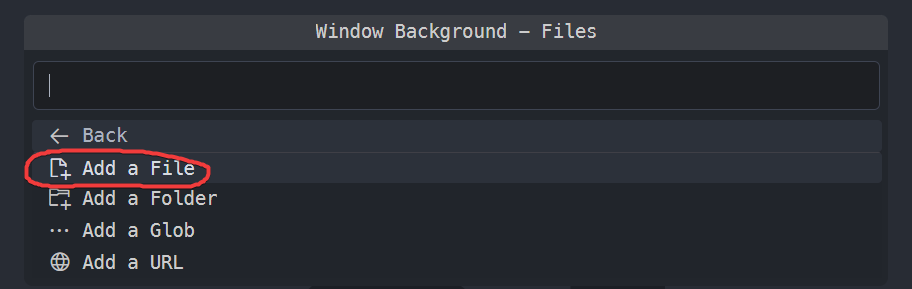 Window Background – Files
Back
Add a File
Add a Folder
Add a Glob
Add a URL